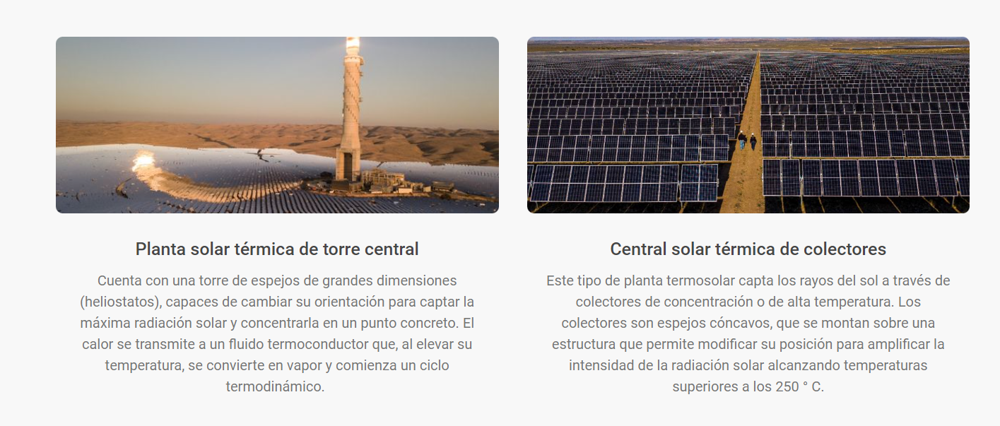 Planta solar térmica de torre central
Cuenta con una torre de espejos de grandes dimensiones
(heliostatos), capaces de cambiar su orientación para captar la
máxima radiación solar y concentrarla en un punto concreto. El
calor se transmite a un fluido termoconductor que, al elevar su
temperatura, se convierte en vapor y comienza un ciclo
termodinámico.
Central solar térmica de colectores
Este tipo de planta termosolar capta los rayos del sol a través de
colectores de concentración o de alta temperatura. Los
colectores son espejos cóncavos, que se montan sobre una
estructura que permite modificar su posición para amplificar la
intensidad de la radiación solar alcanzando temperaturas
superiores a los 250 ° C.